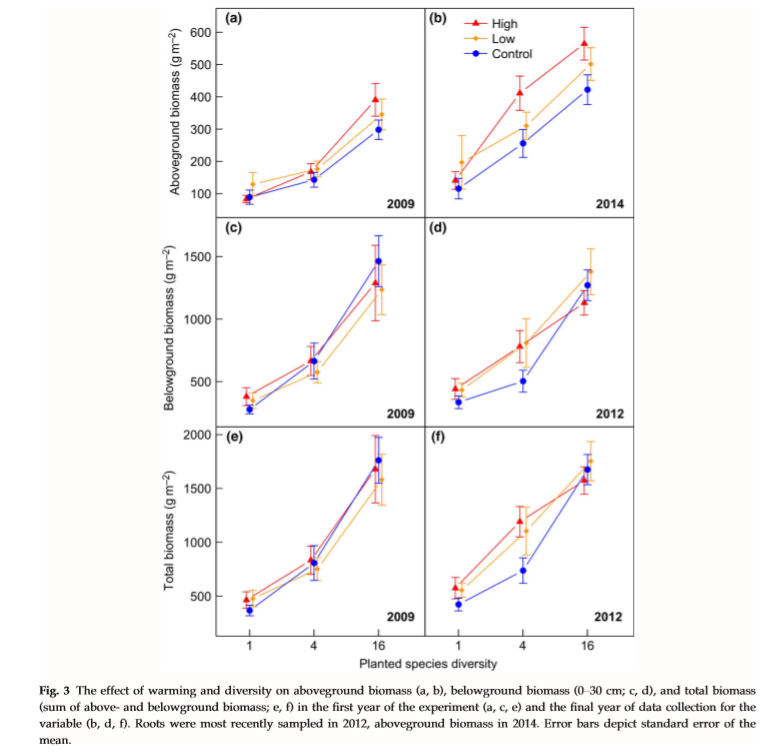 (a)
(b)
High
Low
Control
600
500
400
300
200
100
Aboveground biomass (g m−2)
2009
2014
(c)
(d)
1500
1000
500
Belowground biomass (g m−2)
2009
2012
(e)
(f)
2000
1500
1000
500
Total biomass (g m−2)
2009
2012
1 4 16 1 4 16
Planted species diversity
Fig. 3 The effect of warming and diversity on aboveground biomass (a, b), belowground biomass (0–30 cm; c, d), and total biomass
(sum of above- and belowground biomass; e, f) in the first year of the experiment (a, c, e) and the final year of data collection for the
variable (b, d, f). Roots were most recently sampled in 2012, aboveground biomass in 2014. Error bars depict standard error of the
mean.